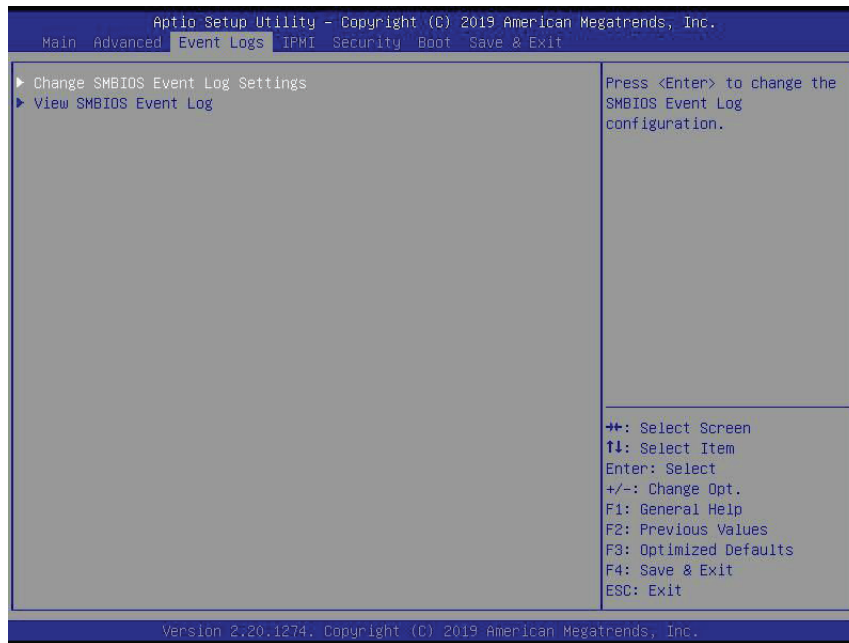 Aptio Setup Utility – Copyright (C) 2019 American Megatrends, Inc.
Main Advanced Event Logs IPMI Security Boot Save & Exit
Change SMBIOS Event Log Settings
View SMBIOS Event Log
Press <Enter> to change the
SMBIOS Event Log
configuration.
→←: Select Screen
↑↓: Select Item
Enter: Select
+/-: Change Opt.
F1: General Help
F2: Previous Values
F3: Optimized Defaults
F4: Save & Exit
ESC: Exit
Version 2.20.1274. Copyright (C) 2019 American Megatrends, Inc.